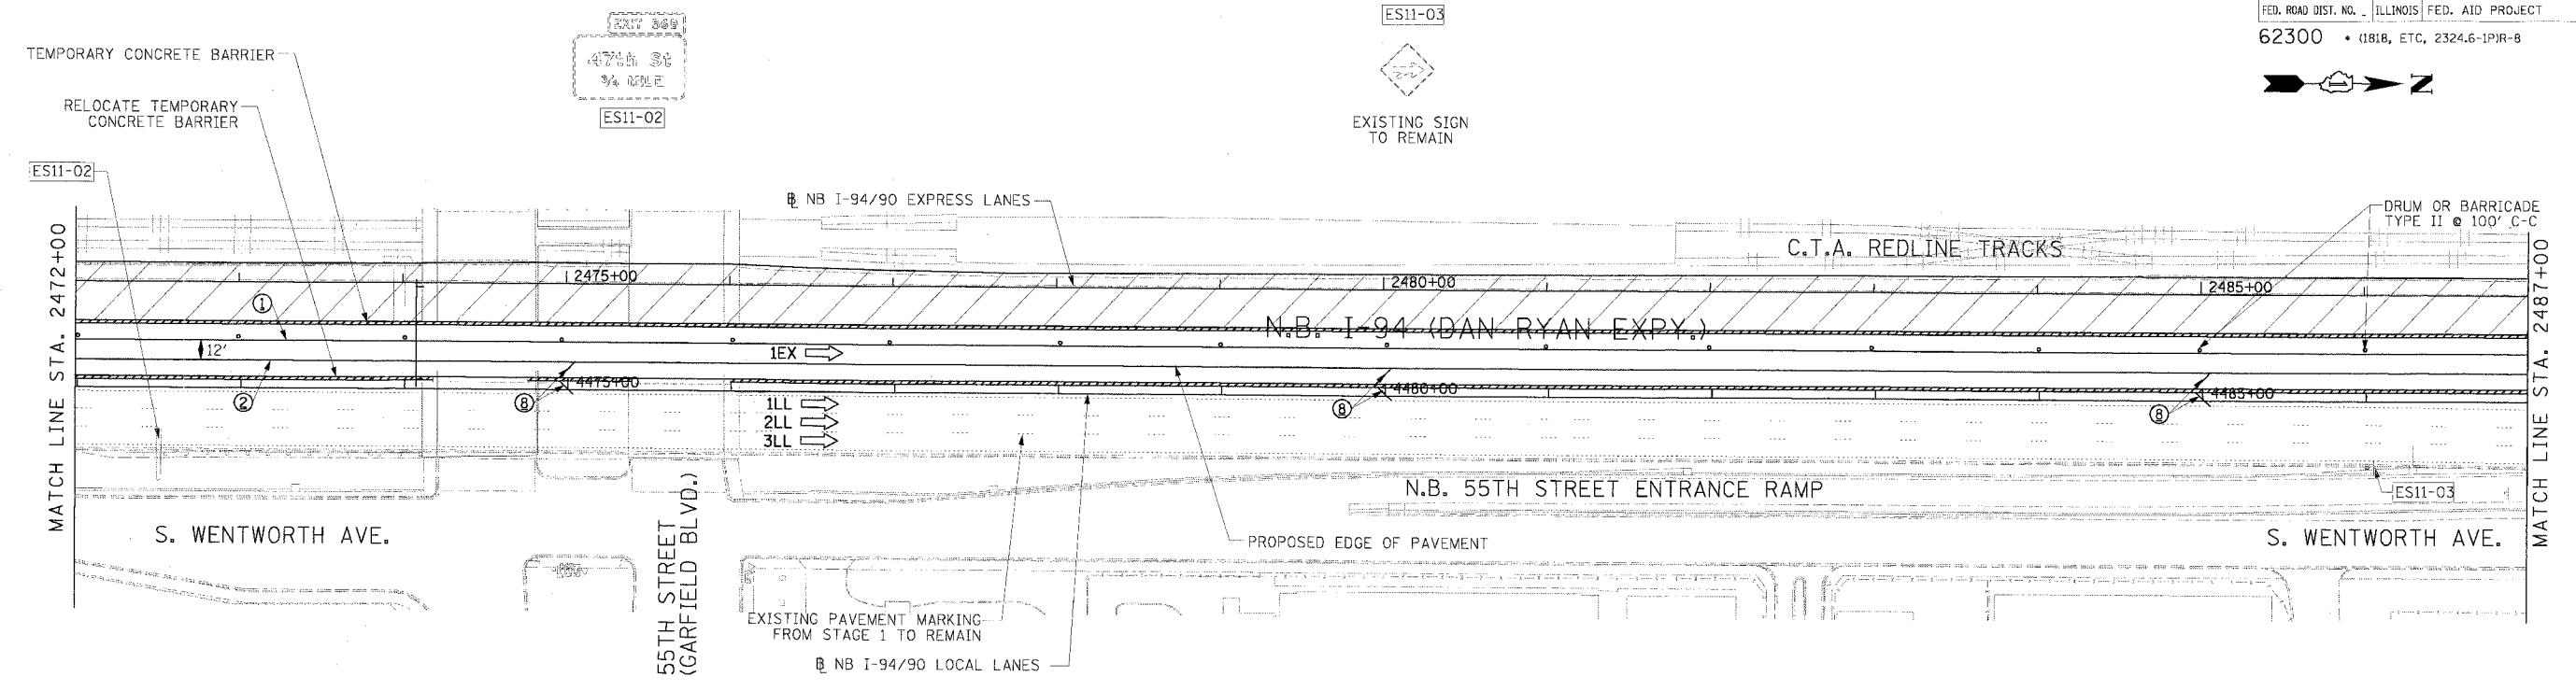 FED. ROAD DIST. NO. _ ILLINOIS FED. AID PROJECT
62300 * (1818, ETC, 2324.6-1P)R-8
N
EXIT 56B
47th St
3/4 MILE
ES11-02
ES11-03
EXISTING SIGN
TO REMAIN
TEMPORARY CONCRETE BARRIER
RELOCATE TEMPORARY
CONCRETE BARRIER
ES11-02
℄ NB I-94/90 EXPRESS LANES
DRUM OR BARRICADE
TYPE II @ 100' C-C
C.T.A. REDLINE TRACKS
MATCH LINE STA. 2472+00
2475+00
2480+00
2485+00
MATCH LINE STA. 2487+00
1
N.B. I-94 (DAN RYAN EXPY.)
12'
1EX
2
8
4475+00
8
4480+00
8
4485+00
1LL
2LL
3LL
N.B. 55TH STREET ENTRANCE RAMP
ES11-03
S. WENTWORTH AVE.
55TH STREET
(GARFIELD BLVD.)
PROPOSED EDGE OF PAVEMENT
S. WENTWORTH AVE.
EXISTING PAVEMENT MARKING
FROM STAGE 1 TO REMAIN
℄ NB I-94/90 LOCAL LANES